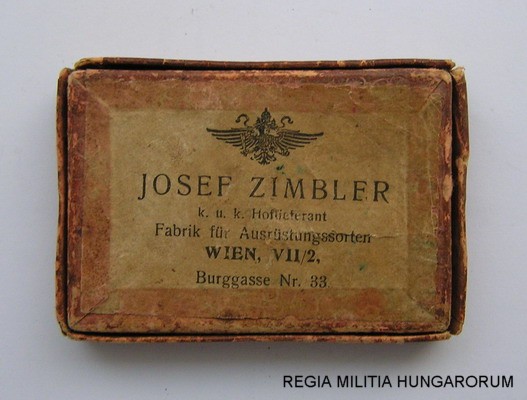 JOSEF ZIMBLER
k. u. k. Hoflieferant
Fabrik für Ausrüstungssorten
WIEN, VII/2,
Burggasse Nr. 33.
REGIA MILITIA HUNGARORUM